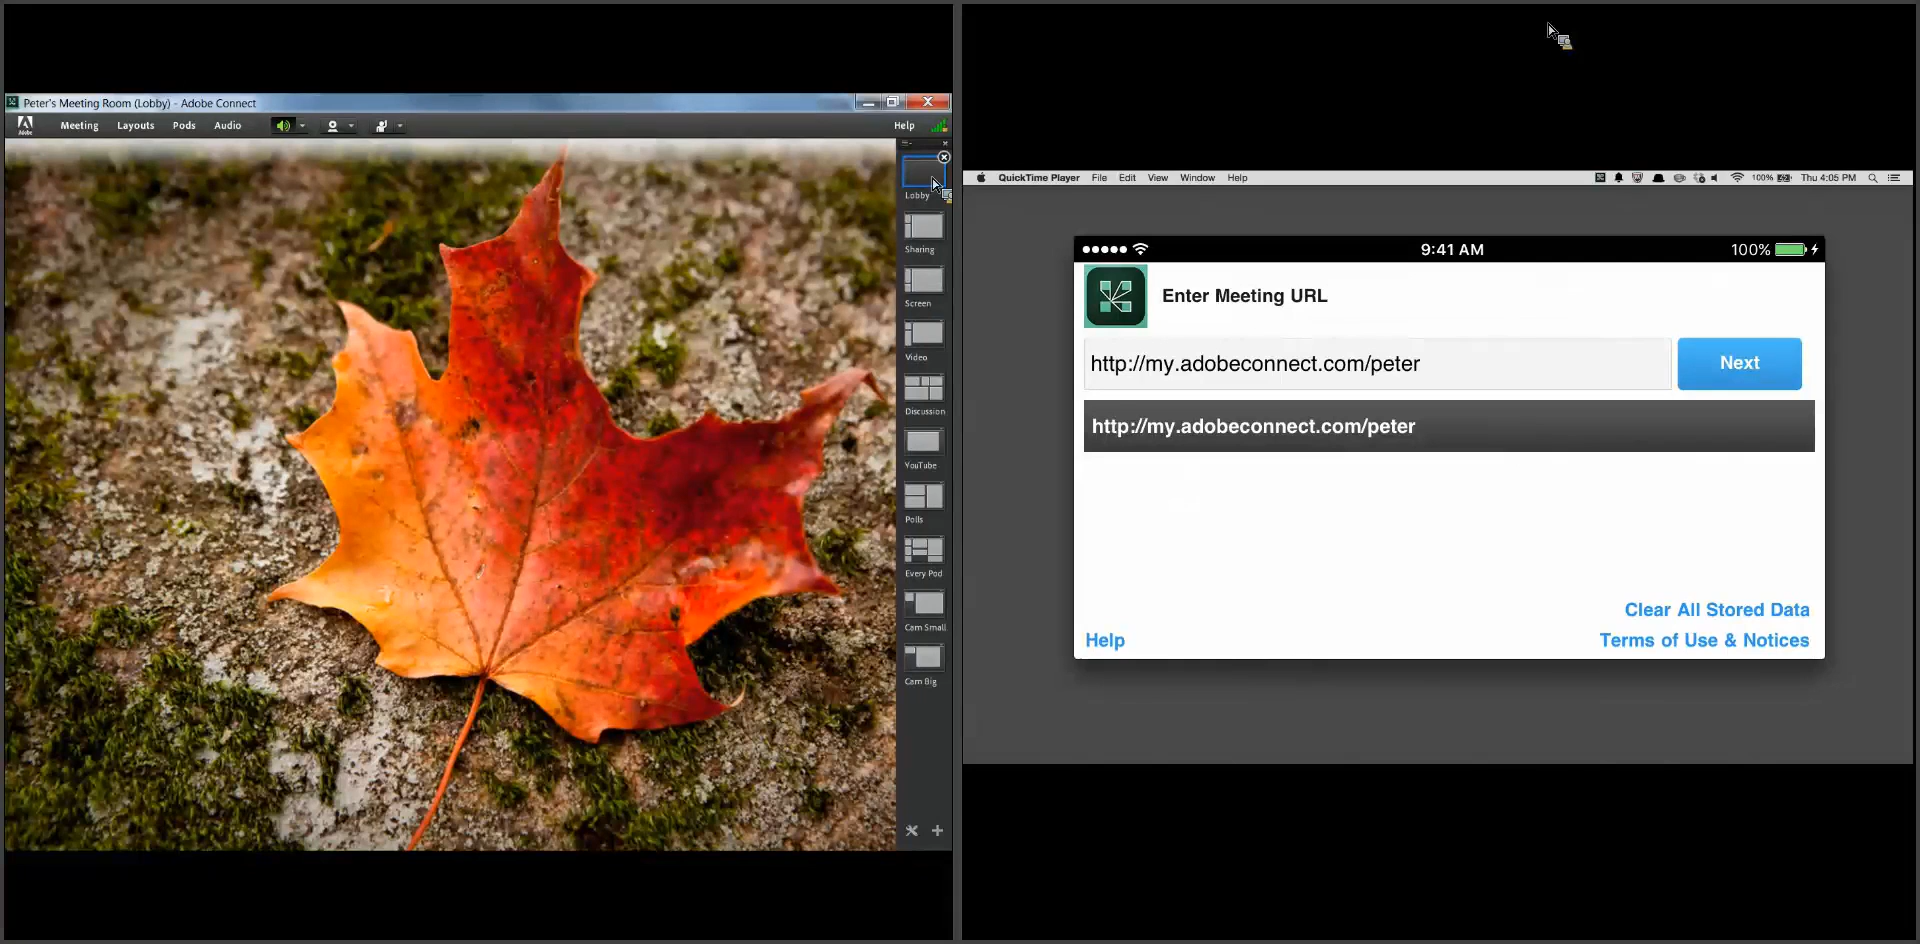 Peter's Meeting Room (Lobby) - Adobe Connect
Adobe
Meeting
Layouts
Pods
Audio
Help
Lobby
Sharing
Screen
Video
Discussion
YouTube
Polls
Every Pod
Cam Small
Cam Big
QuickTime Player
File
Edit
View
Window
Help
100%
Thu 4:05 PM
9:41 AM
100%
Enter Meeting URL
http://my.adobeconnect.com/peter
Next
http://my.adobeconnect.com/peter
Clear All Stored Data
Help
Terms of Use & Notices